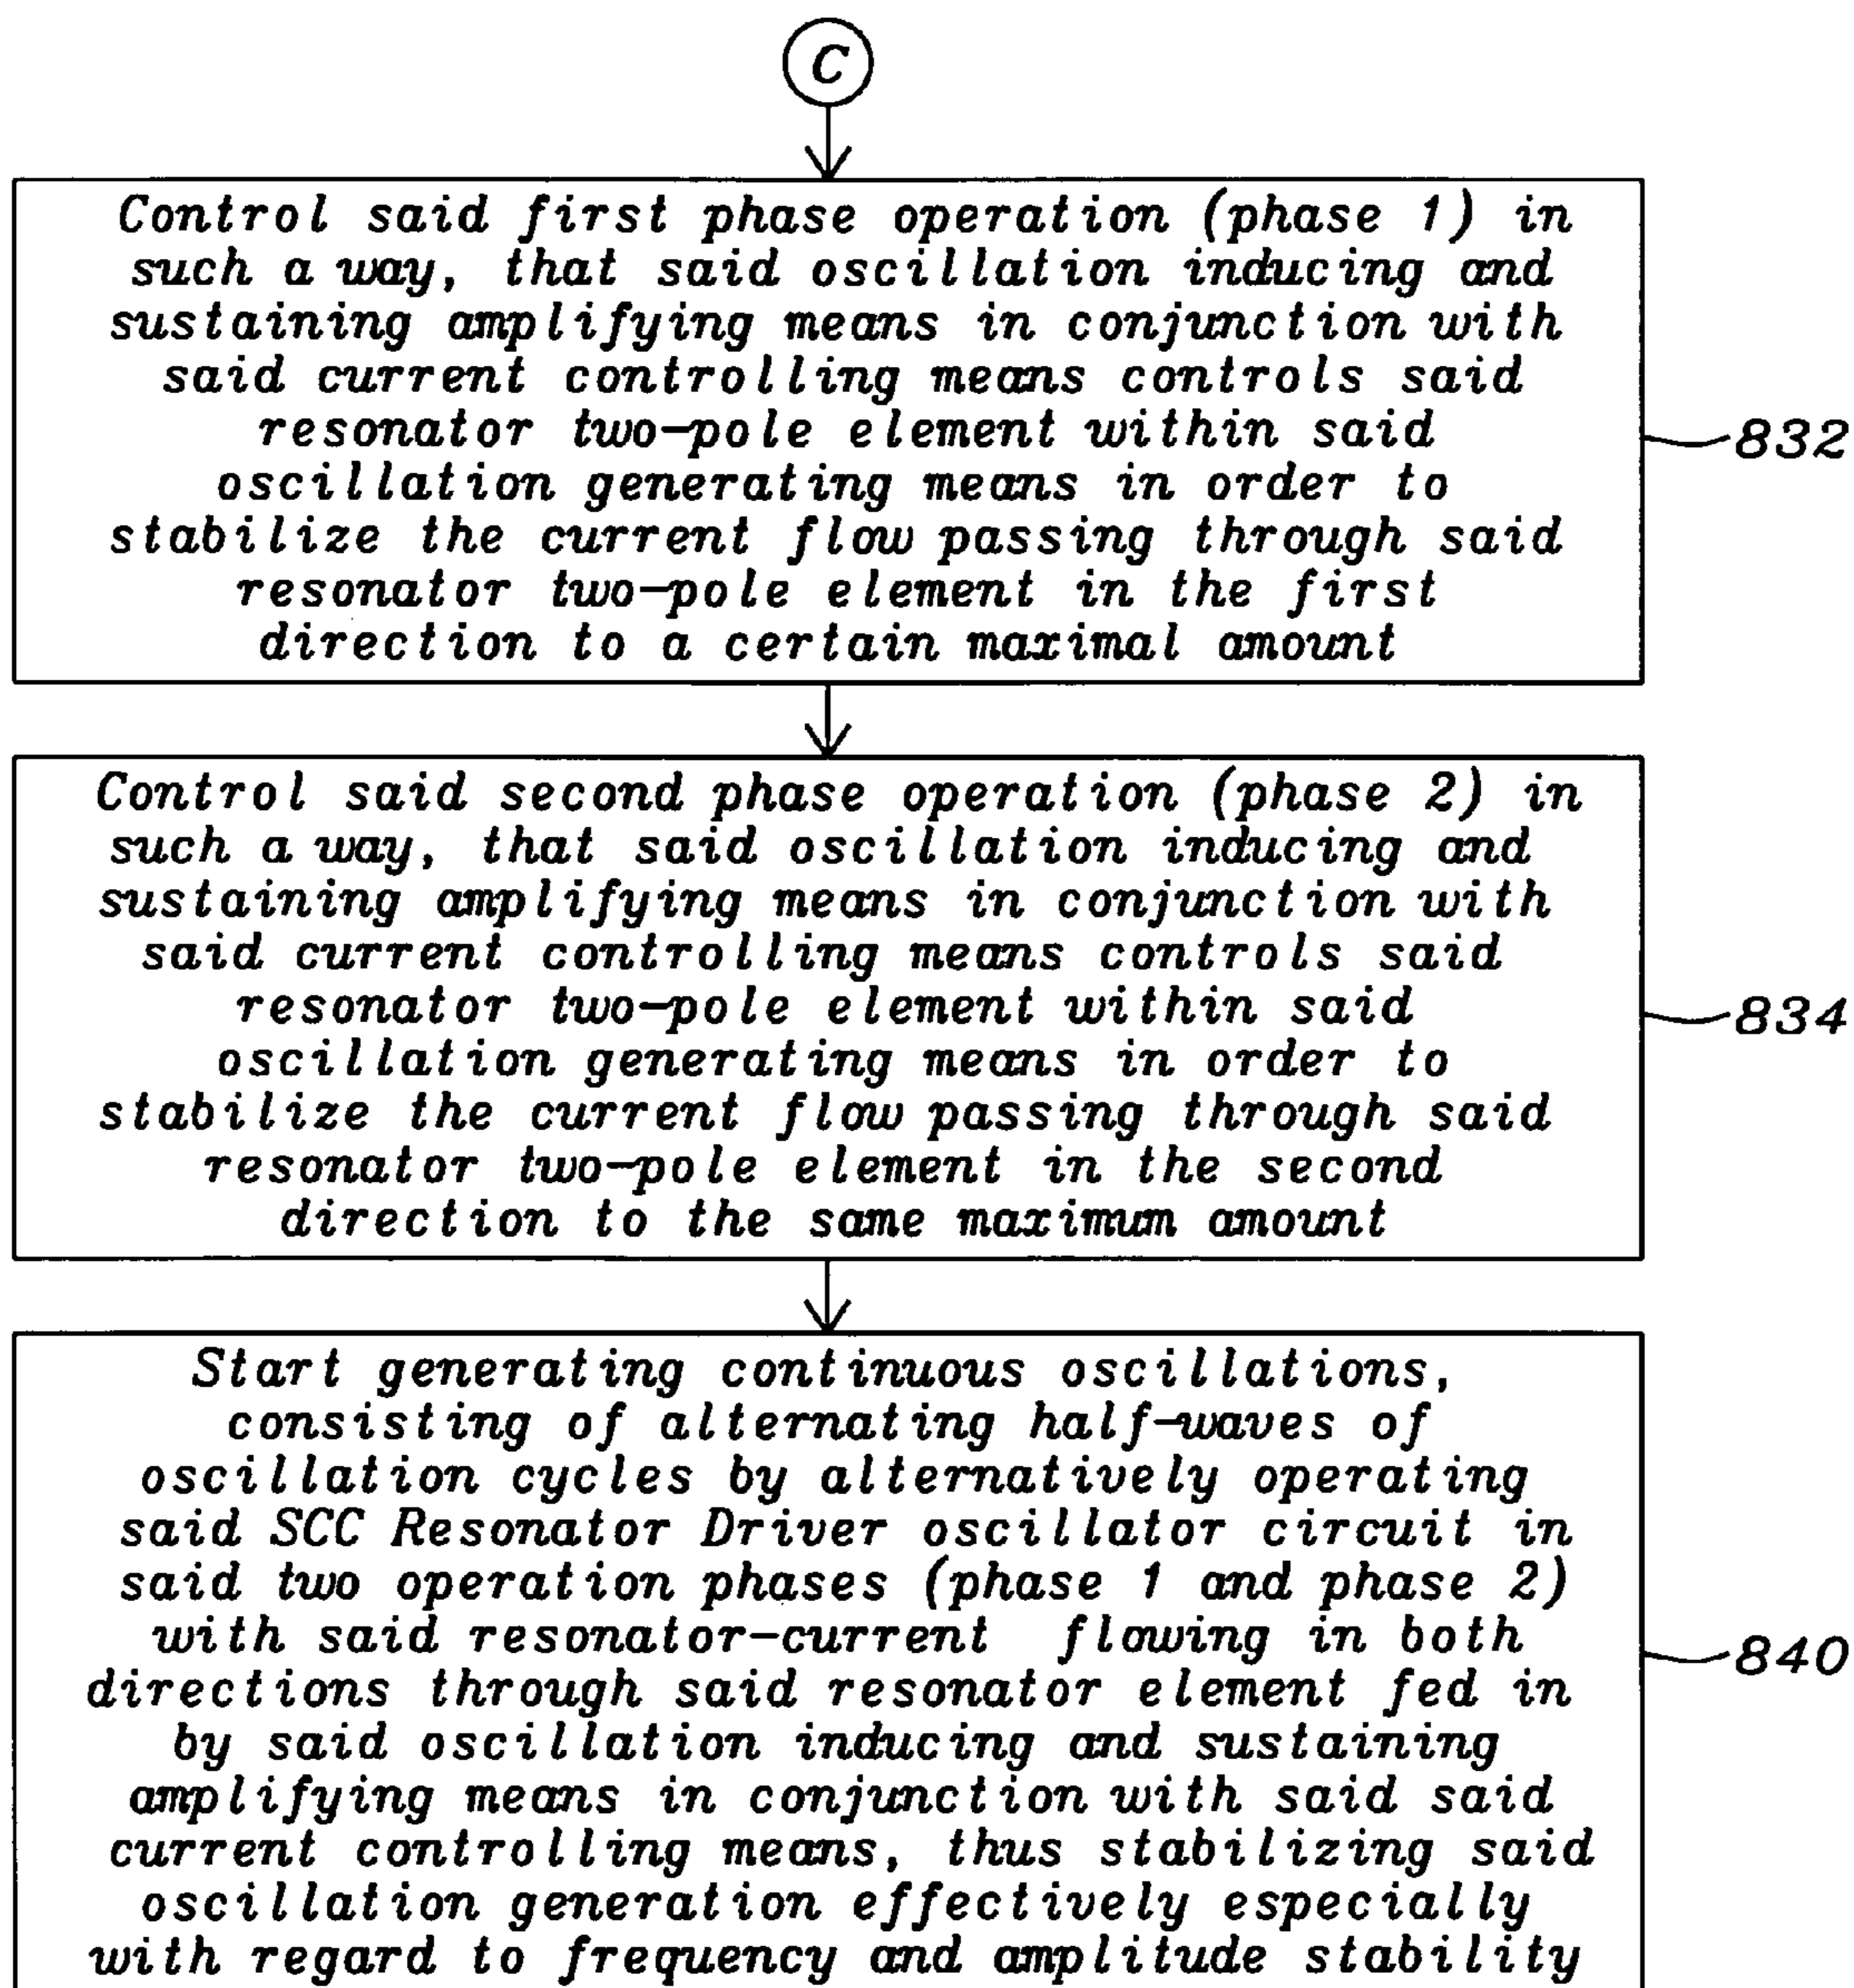 C
Control said first phase operation (phase 1) in
such a way, that said oscillation inducing and
sustaining amplifying means in conjunction with
said current controlling means controls said
resonator two-pole element within said
oscillation generating means in order to
stabilize the current flow passing through said
resonator two-pole element in the first
direction to a certain maximal amount
832
Control said second phase operation (phase 2) in
such a way, that said oscillation inducing and
sustaining amplifying means in conjunction with
said current controlling means controls said
resonator two-pole element within said
oscillation generating means in order to
stabilize the current flow passing through said
resonator two-pole element in the second
direction to the same maximum amount
834
Start generating continuous oscillations,
consisting of alternating half-waves of
oscillation cycles by alternatively operating
said SCC Resonator Driver oscillator circuit in
said two operation phases (phase 1 and phase 2)
with said resonator-current flowing in both
directions through said resonator element fed in
by said oscillation inducing and sustaining
amplifying means in conjunction with said said
current controlling means, thus stabilizing said
oscillation generation effectively especially
with regard to frequency and amplitude stability
840